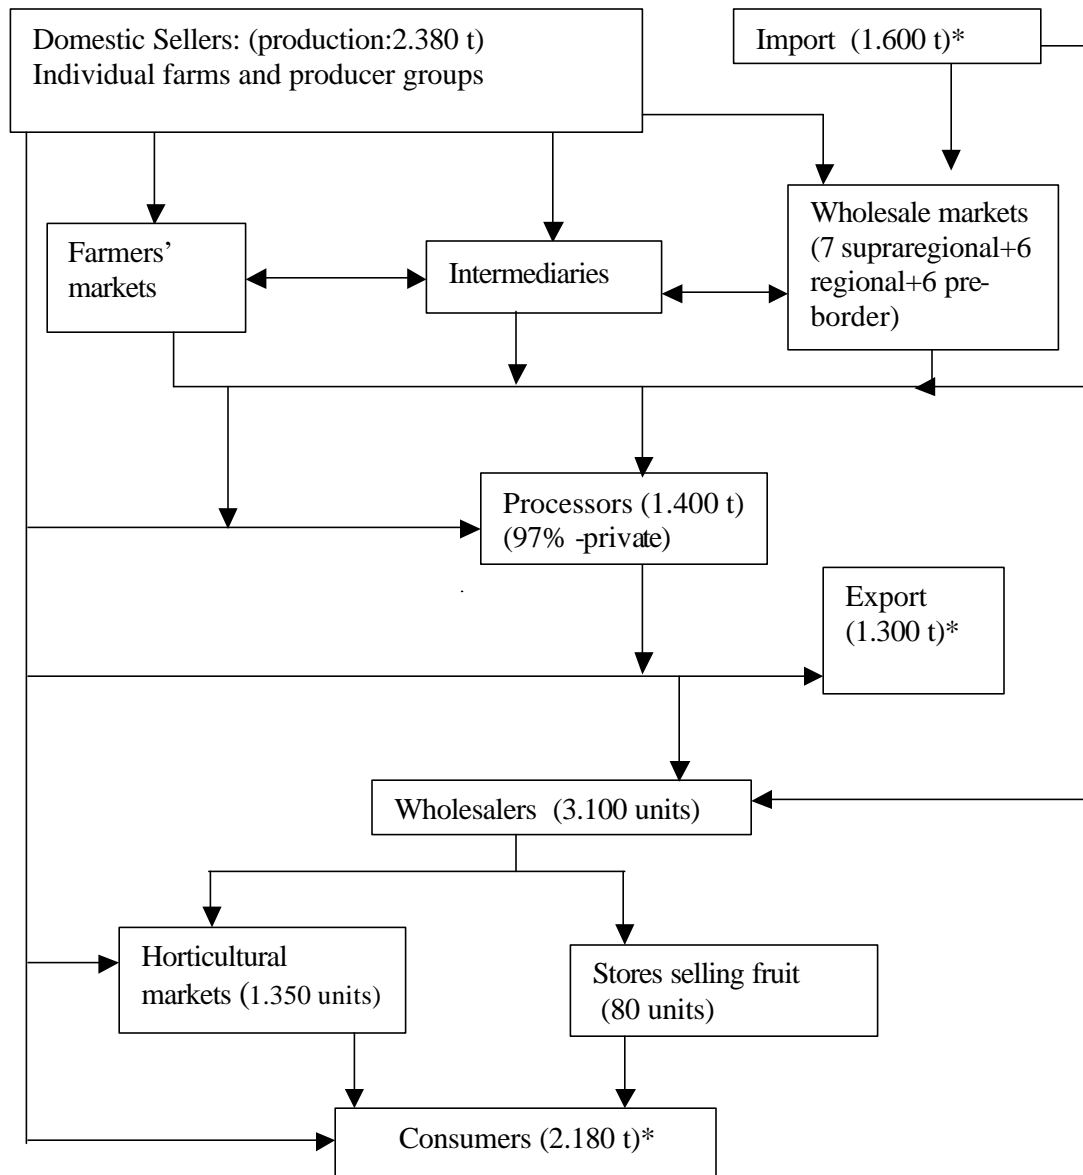 Domestic Sellers: (production:2.380 t)
Individual farms and producer groups
Import (1.600 t)*
Farmers’
markets
Intermediaries
Wholesale markets
(7 supraregional+6
regional+6 pre-
border)
Processors (1.400 t)
(97% -private)
Export
(1.300 t)*
Wholesalers (3.100 units)
Horticultural
markets (1.350 units)
Stores selling fruit
(80 units)
Consumers (2.180 t)*